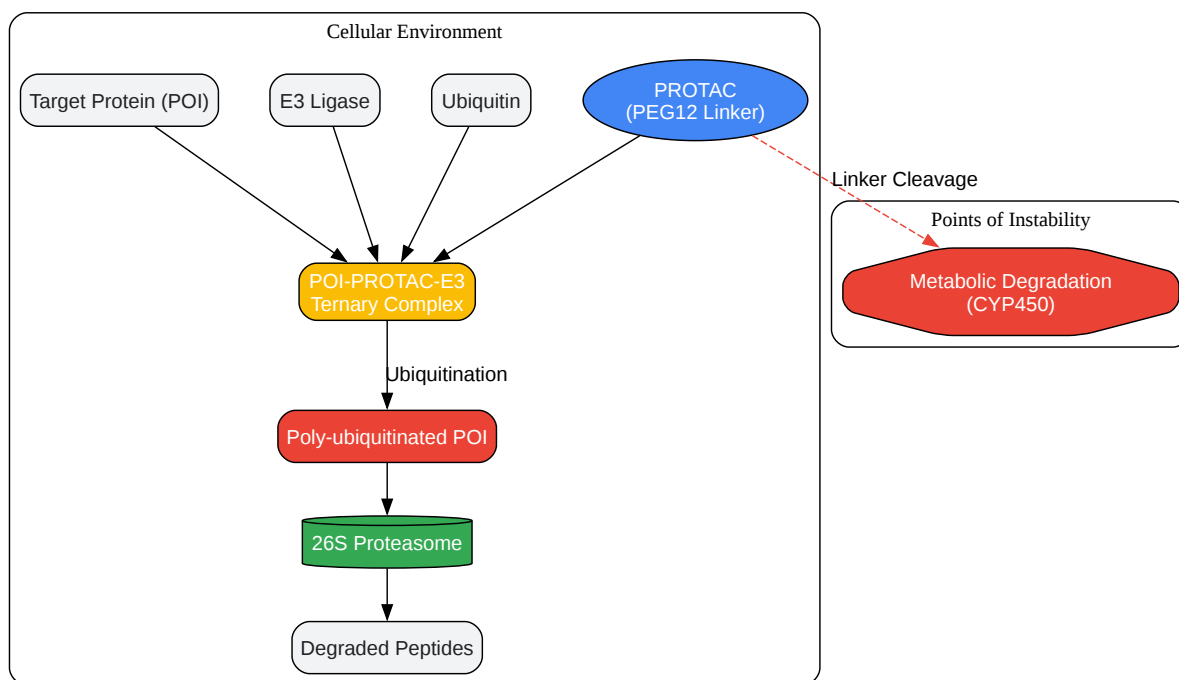 Cellular Environment
Target Protein (POI)
E3 Ligase
Ubiquitin
PROTAC
(PEG12 Linker)
Linker Cleavage
Points of Instability
Metabolic Degradation
(CYP450)
POI-PROTAC-E3
Ternary Complex
Ubiquitination
Poly-ubiquitinated POI
26S Proteasome
Degraded Peptides